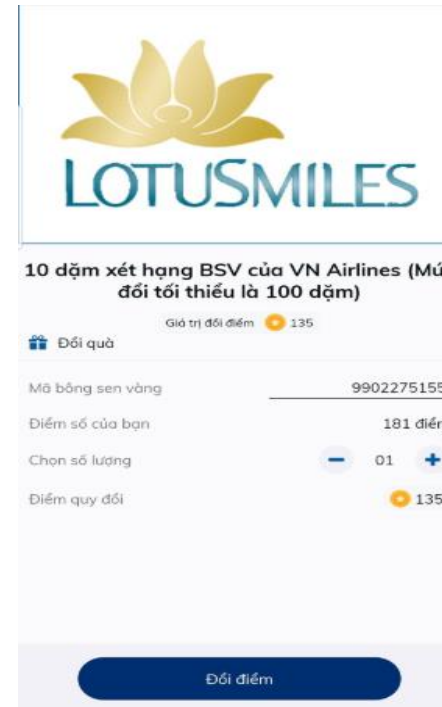 LOTUSMILES
10 dặm xét hạng BSV của VN Airlines (Mú
đổi tối thiểu là 100 dặm)
Giá trị đổi điểm 135
Đổi quà
Mã bông sen vàng 9902275155
Điểm số của bạn 181 điển
Chọn số lượng − 01 +
Điểm quy đổi 135
Đổi điểm